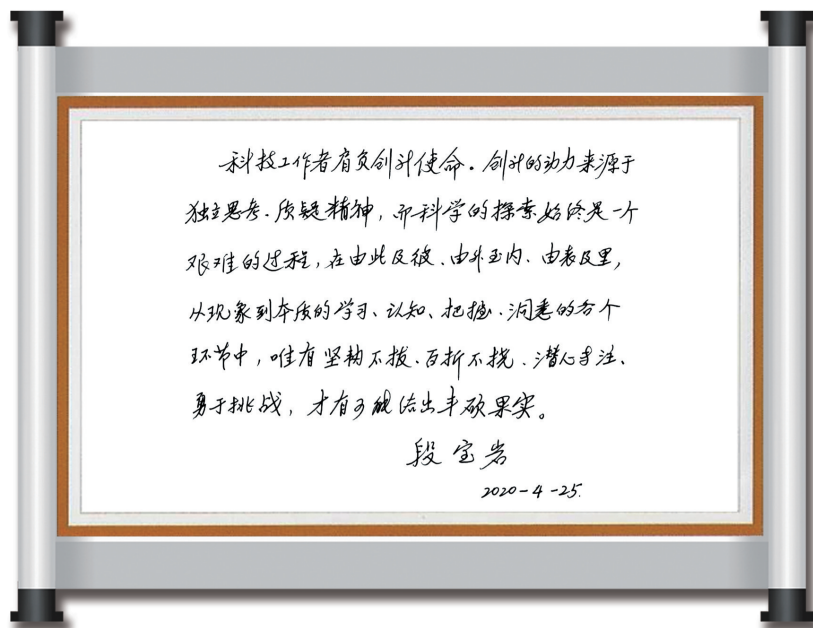 科技工作者肩负创新使命。创新的动力来源于
独立思考、质疑精神，而科学的探索始终是一个
艰难的过程，在由此及彼、由外至内、由表及里，
从现象到本质的学习、认知、把握、洞悉的各个
环节中，唯有坚韧不拔、百折不挠、潜心专注、
勇于挑战，才有可能结出丰硕果实。
段宝岩
2020-4-25.